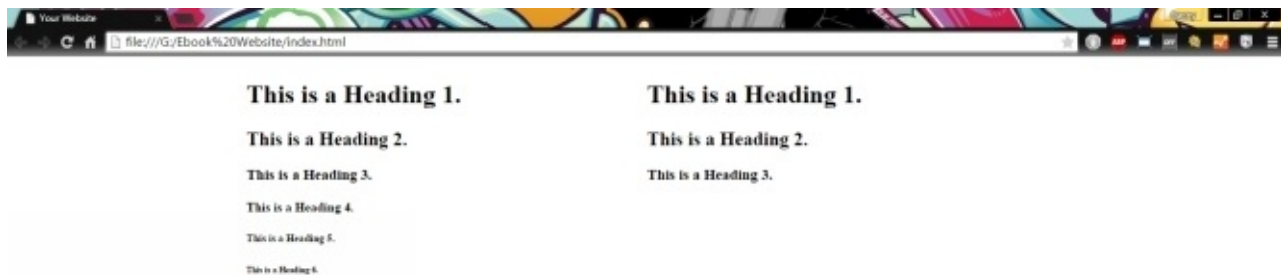 Your Website
file:///G:/Ebook%20Website/index.html
This is a Heading 1.
This is a Heading 2.
This is a Heading 3.
This is a Heading 4.
This is a Heading 5.
This is a Heading 6.
This is a Heading 1.
This is a Heading 2.
This is a Heading 3.